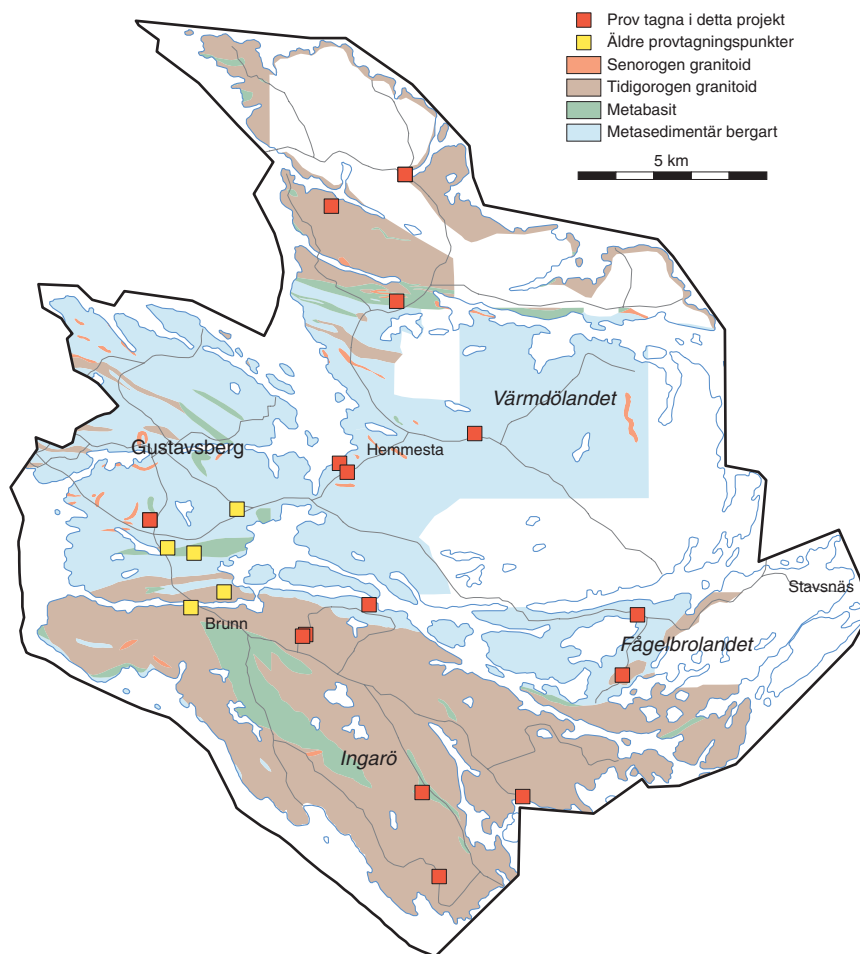 Prov tagna i detta projekt
Äldre provtagningspunkter
Senorogen granitoid
Tidigorogen granitoid
Metabasit
Metasedimentär bergart
5 km
Värmdölandet
Gustavsberg
Hemmesta
Stavsnäs
Brunn
Fågelbrolandet
Ingarö